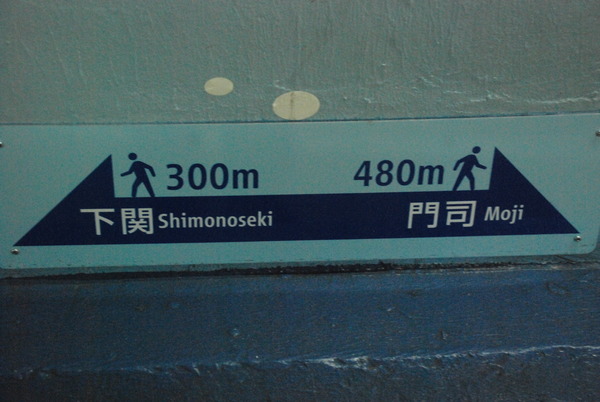 300m 480m
下関 Shimonoseki 門司 Moji